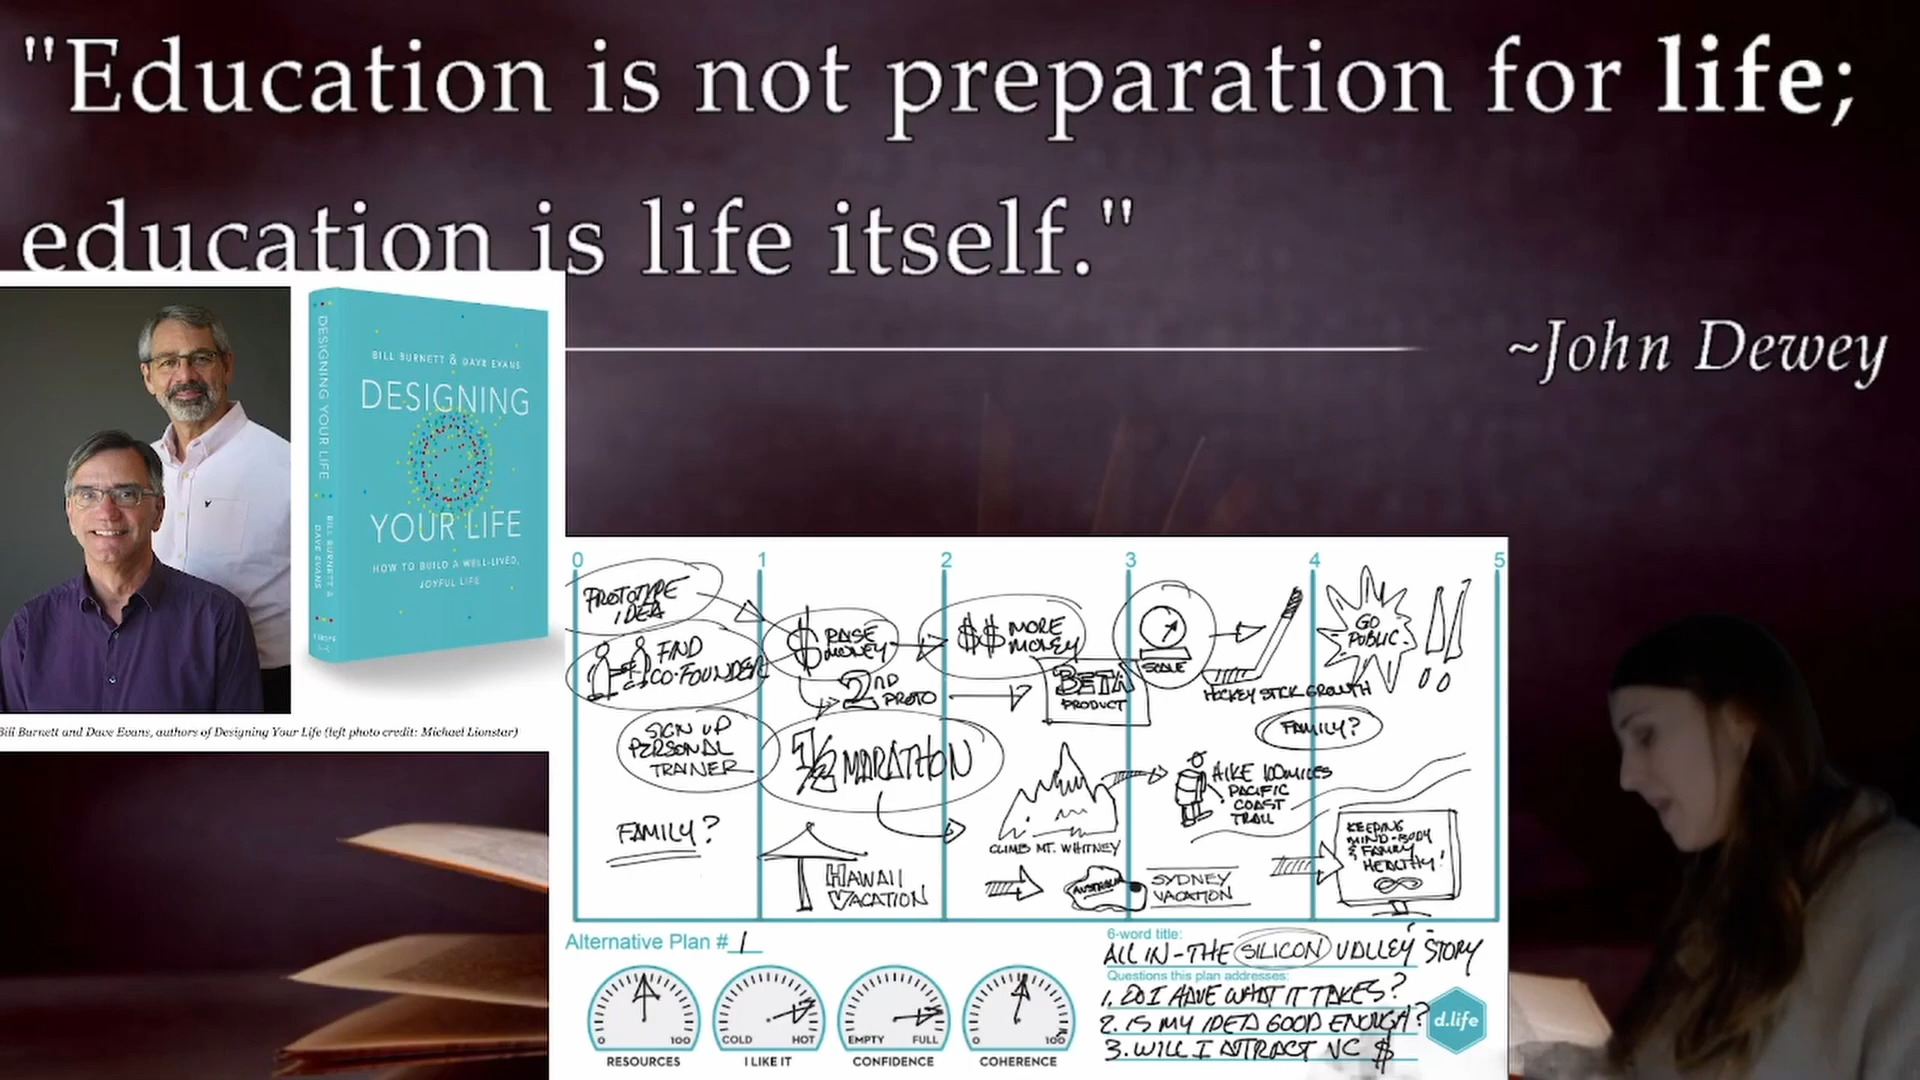 "Education is not preparation for life;
education is life itself."
~John Dewey
BILL BURNETT & DAVE EVANS
DESIGNING
YOUR LIFE
HOW TO BUILD A WELL-LIVED,
JOYFUL LIFE
DESIGNING YOUR LIFE
BILL BURNETT &
DAVE EVANS
Bill Burnett and Dave Evans, authors of Designing Your Life (left photo credit: Michael Lionstar)
0 1 2 3 4 5
PROTOTYPE
IDEA
FIND
CO-FOUNDER
$ RAISE
MONEY
2ND
PROTO
$$ MORE
MONEY
BETA
PRODUCT
SCALE
HOCKEY STICK GROWTH
GO
PUBLIC
!!
FAMILY?
SIGN UP
PERSONAL
TRAINER
1/2 MARATHON
CLIMB MT. WHITNEY
HIKE 100 MILES
PACIFIC
COAST
TRAIL
FAMILY?
HAWAII
VACATION
AUSTRALIA
SYDNEY
VACATION
KEEPING
MIND-BODY
& FAMILY
HEALTHY!
Alternative Plan # 1
6-word title:
ALL IN - THE SILICON VALLEY STORY
Questions this plan addresses:
1. DO I HAVE WHAT IT TAKES?
2. IS MY IDEA GOOD ENOUGH?
3. WILL I ATTRACT VC $
d.life
0 100
RESOURCES
COLD HOT
I LIKE IT
EMPTY FULL
CONFIDENCE
0 100
COHERENCE